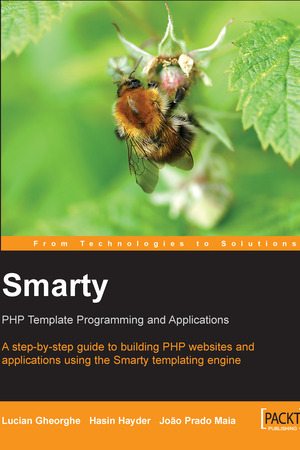 From Technologies to Solutions
Smarty
PHP Template Programming and Applications
A step-by-step guide to building PHP websites and
applications using the Smarty templating engine
Lucian Gheorghe   Hasin Hayder   João Prado Maia
PACKT
PUBLISHING